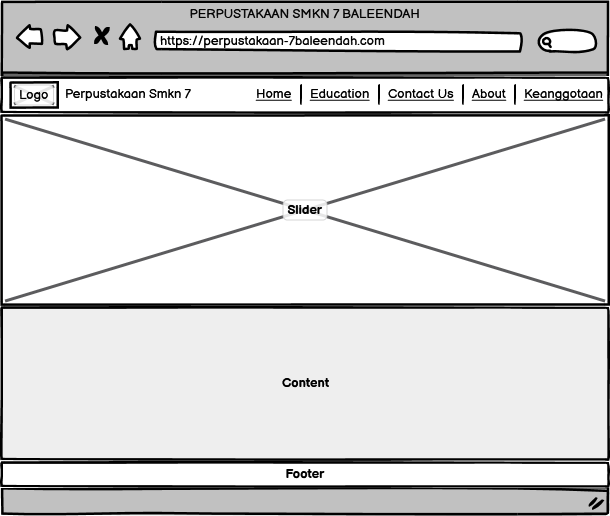 PERPUSTAKAAN SMKN 7 BALEENDAH
https://perpustakaan-7baleendah.com
Logo Perpustakaan Smkn 7 Home Education Contact Us About Keanggotaan
Slider
Content
Footer